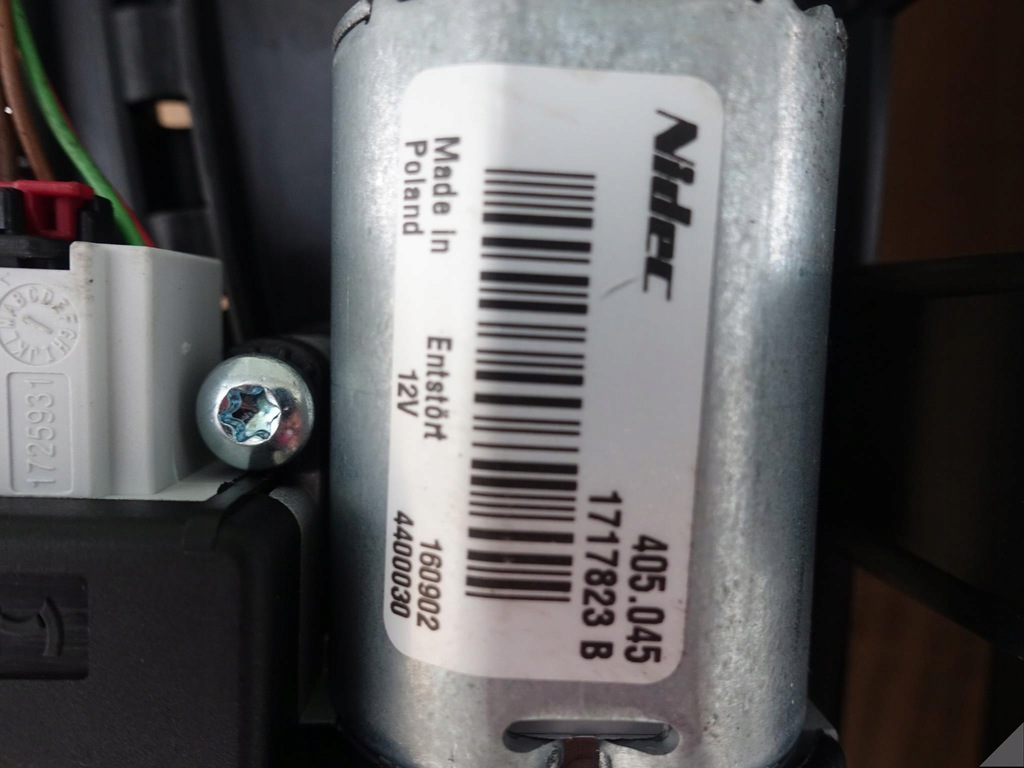 Nidec
405.045
1717823 B
Made in
Poland
Entstört
12V
160902
4400030
1725931